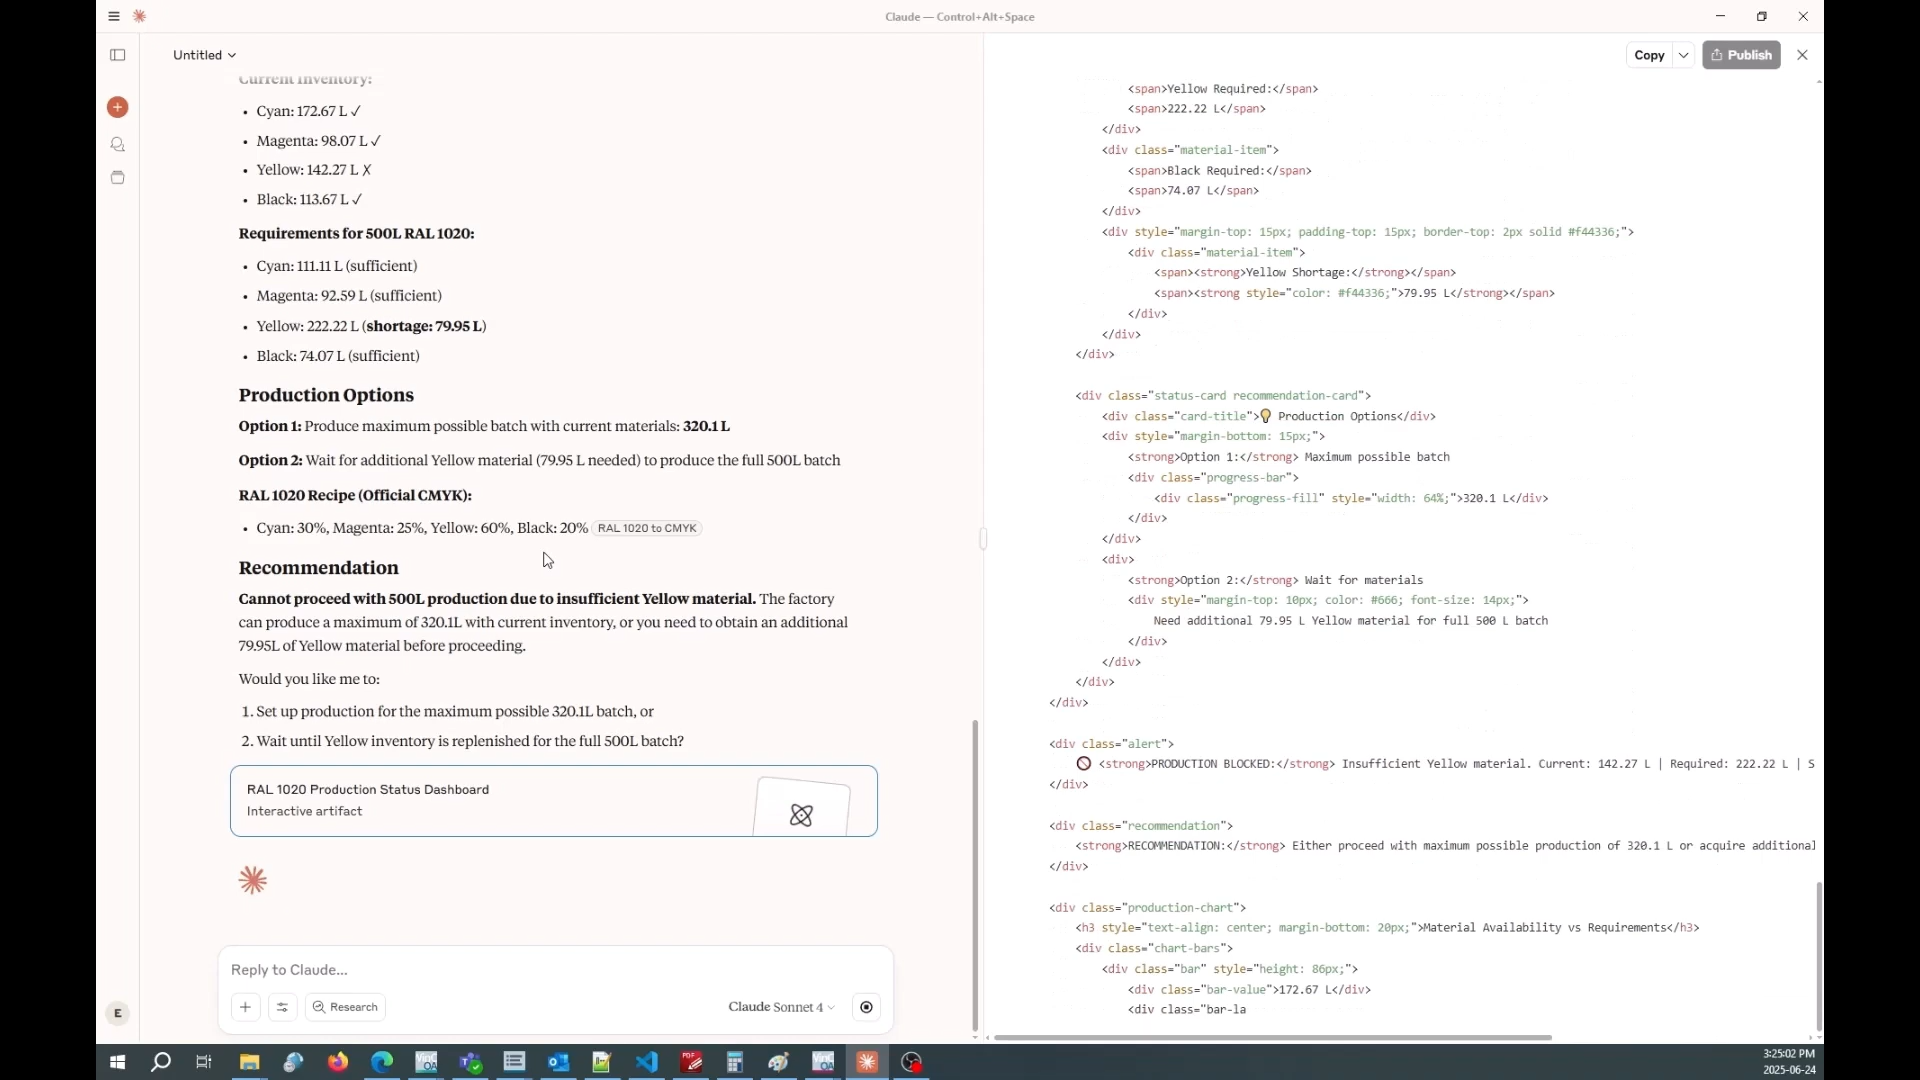 Claude — Control+Alt+Space
Untitled
Copy
Publish
Current Inventory:
• Cyan: 172.67 L ✓
• Magenta: 98.07 L ✓
• Yellow: 142.27 L ✗
• Black: 113.67 L ✓
Requirements for 500L RAL 1020:
• Cyan: 111.11 L (sufficient)
• Magenta: 92.59 L (sufficient)
• Yellow: 222.22 L (shortage: 79.95 L)
• Black: 74.07 L (sufficient)
Production Options
Option 1: Produce maximum possible batch with current materials: 320.1 L
Option 2: Wait for additional Yellow material (79.95 L needed) to produce the full 500L batch
RAL 1020 Recipe (Official CMYK):
• Cyan: 30%, Magenta: 25%, Yellow: 60%, Black: 20% RAL 1020 to CMYK
Recommendation
Cannot proceed with 500L production due to insufficient Yellow material. The factory
can produce a maximum of 320.1L with current inventory, or you need to obtain an additional
79.95L of Yellow material before proceeding.
Would you like me to:
1. Set up production for the maximum possible 320.1L batch, or
2. Wait until Yellow inventory is replenished for the full 500L batch?
RAL 1020 Production Status Dashboard
Interactive artifact
Reply to Claude...
Research
Claude Sonnet 4
E
<span>Yellow Required:</span>
<span>222.22 L</span>
</div>
<div class="material-item">
<span>Black Required:</span>
<span>74.07 L</span>
</div>
<div style="margin-top: 15px; padding-top: 15px; border-top: 2px solid #f44336;">
<div class="material-item">
<span><strong>Yellow Shortage:</strong></span>
<span><strong style="color: #f44336;">79.95 L</strong></span>
</div>
</div>
</div>
<div class="status-card recommendation-card">
<div class="card-title">💡 Production Options</div>
<div style="margin-bottom: 15px;">
<strong>Option 1:</strong> Maximum possible batch
<div class="progress-bar">
<div class="progress-fill" style="width: 64%;">320.1 L</div>
</div>
</div>
<div>
<strong>Option 2:</strong> Wait for materials
<div style="margin-top: 10px; color: #666; font-size: 14px;">
Need additional 79.95 L Yellow material for full 500 L batch
</div>
</div>
</div>
</div>
<div class="alert">
🚫 <strong>PRODUCTION BLOCKED:</strong> Insufficient Yellow material. Current: 142.27 L | Required: 222.22 L | S
</div>
<div class="recommendation">
<strong>RECOMMENDATION:</strong> Either proceed with maximum possible production of 320.1 L or acquire additional
</div>
<div class="production-chart">
<h3 style="text-align: center; margin-bottom: 20px;">Material Availability vs Requirements</h3>
<div class="chart-bars">
<div class="bar" style="height: 86px;">
<div class="bar-value">172.67 L</div>
<div class="bar-la
3:25:02 PM
2025-06-24